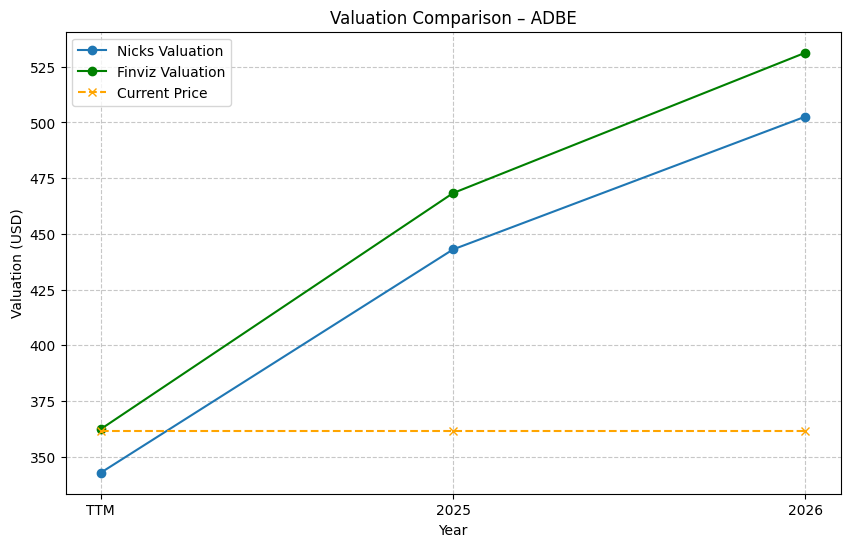 Valuation Comparison – ADBE
Nicks Valuation
Finviz Valuation
Current Price
Valuation (USD)
525
500
475
450
425
400
375
350
TTM
2025
2026
Year